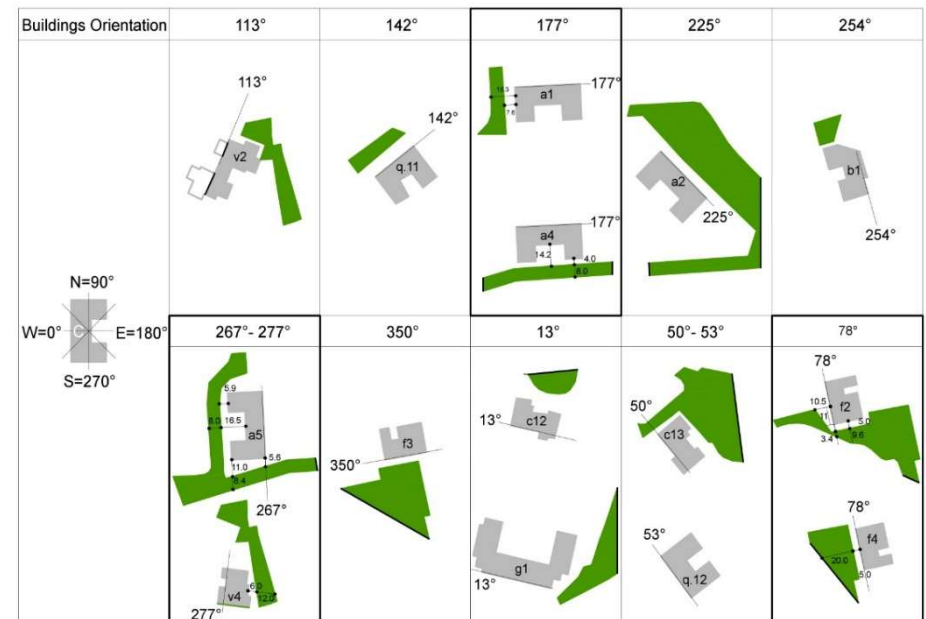 Buildings Orientation 113° 142° 177° 225° 254°
113°
v2
142°
q.11
177°
a1
7.6
177°
a4
14.2
4.0
8.0
a2
225°
b1
254°
N=90°
W=0° C E=180°
S=270°
267°- 277° 350° 13° 50°- 53° 78°
5.9
8.0 16.5
a5
11.0 5.6
8.4
267°
v4
6.0
12.0
277°
f3
350°
13°
c12
g1
13°
50°
c13
53°
q.12
78°
10.5
f2
11
5.0
3.4 9.6
78°
f4
20.0
5.0